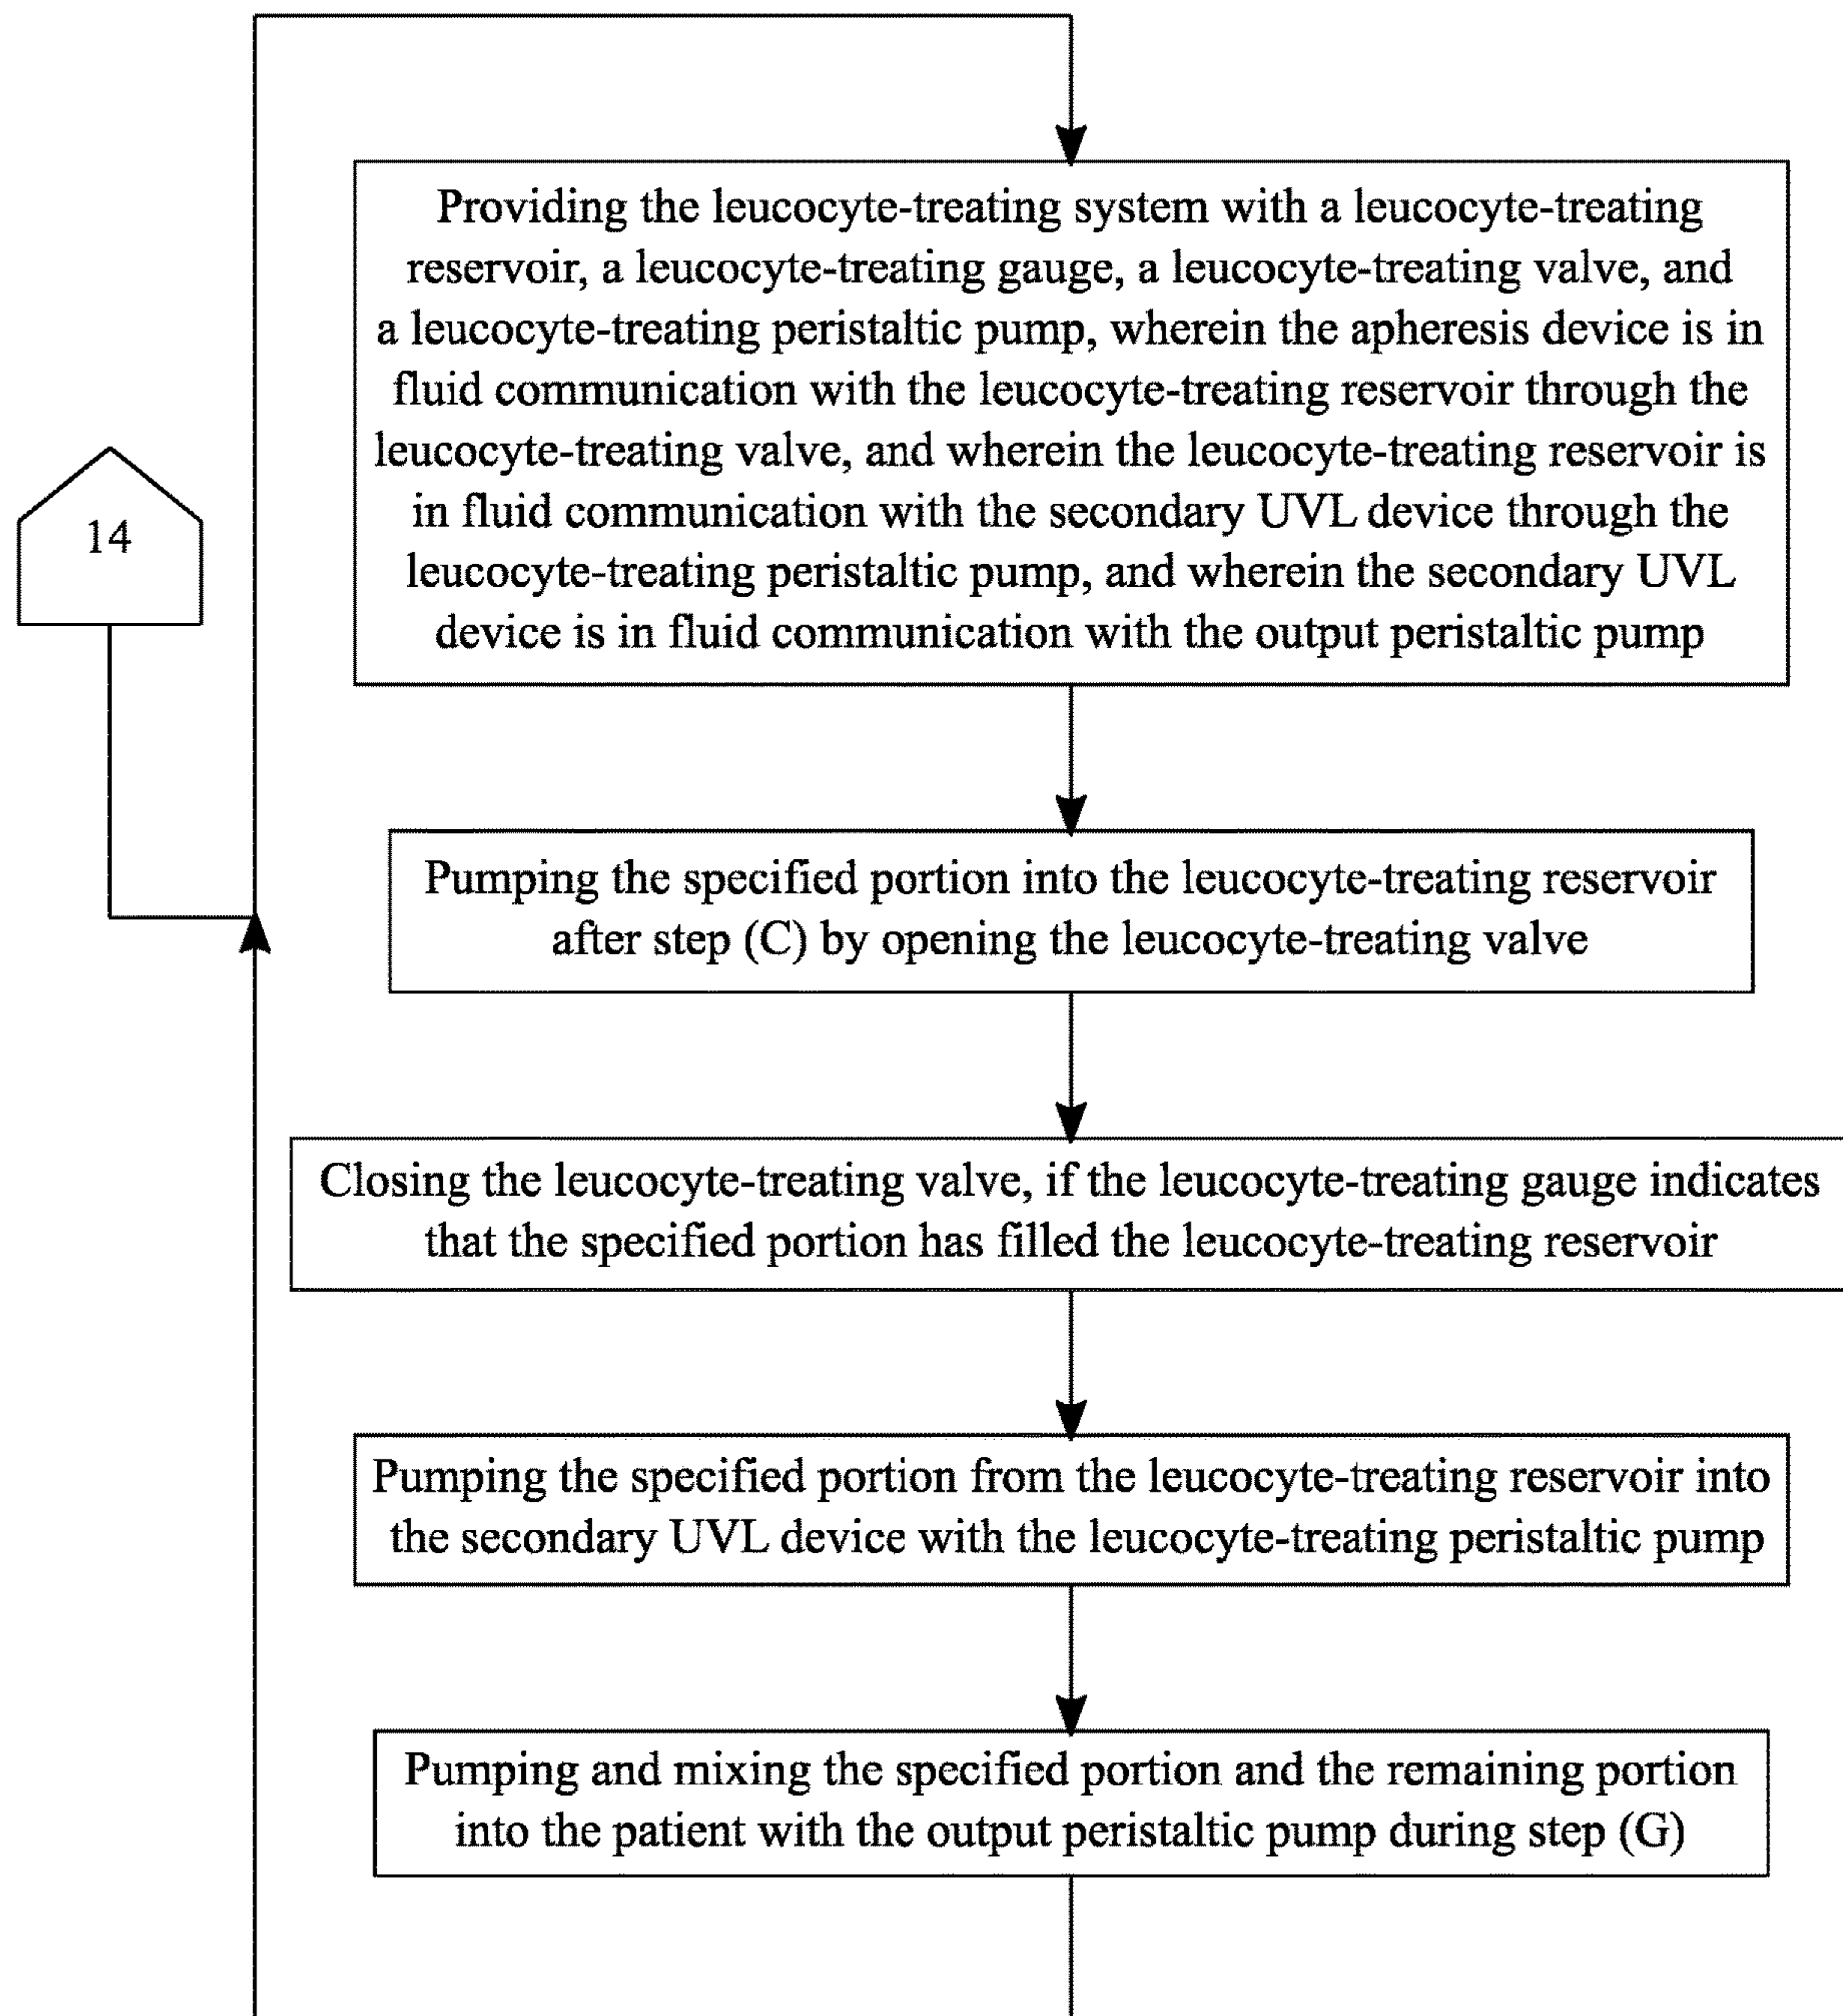 Providing the leucocyte-treating system with a leucocyte-treating
reservoir, a leucocyte-treating gauge, a leucocyte-treating valve, and
a leucocyte-treating peristaltic pump, wherein the apheresis device is in
fluid communication with the leucocyte-treating reservoir through the
leucocyte-treating valve, and wherein the leucocyte-treating reservoir is
in fluid communication with the secondary UVL device through the
leucocyte-treating peristaltic pump, and wherein the secondary UVL
device is in fluid communication with the output peristaltic pump
14
Pumping the specified portion into the leucocyte-treating reservoir
after step (C) by opening the leucocyte-treating valve
Closing the leucocyte-treating valve, if the leucocyte-treating gauge indicates
that the specified portion has filled the leucocyte-treating reservoir
Pumping the specified portion from the leucocyte-treating reservoir into
the secondary UVL device with the leucocyte-treating peristaltic pump
Pumping and mixing the specified portion and the remaining portion
into the patient with the output peristaltic pump during step (G)